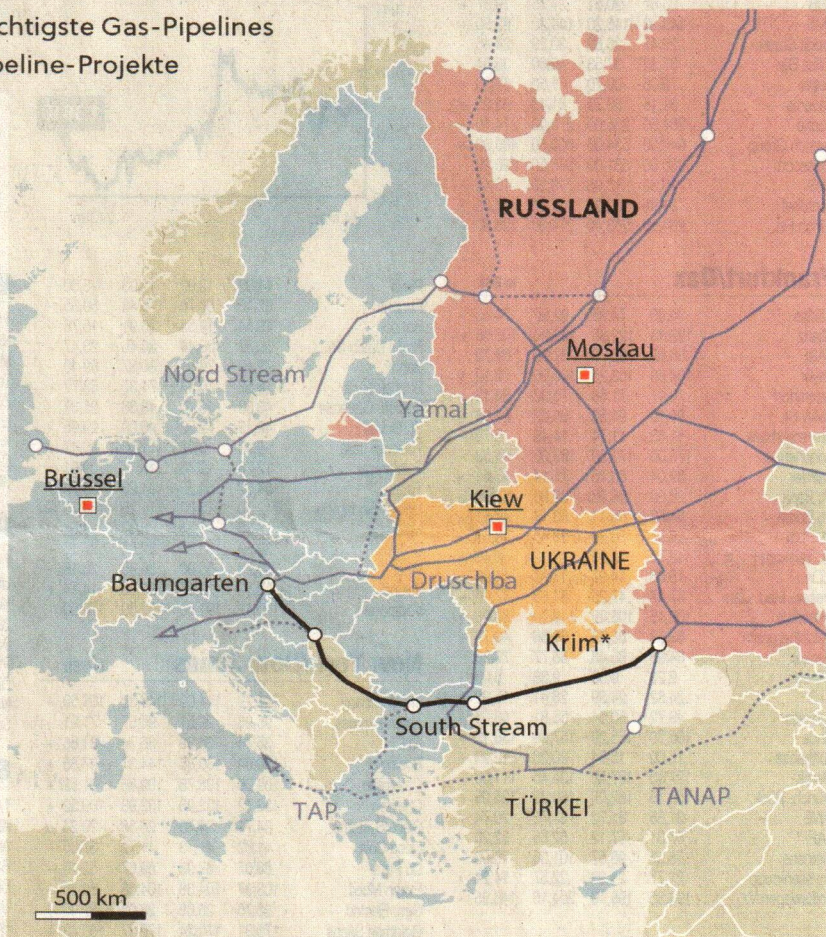 chtigste Gas-Pipelines
peline-Projekte
RUSSLAND
Moskau
Nord Stream
Yamal
Brüssel
Kiew
UKRAINE
Baumgarten
Druschba
Krim*
South Stream
TAP
TÜRKEI
TANAP
500 km